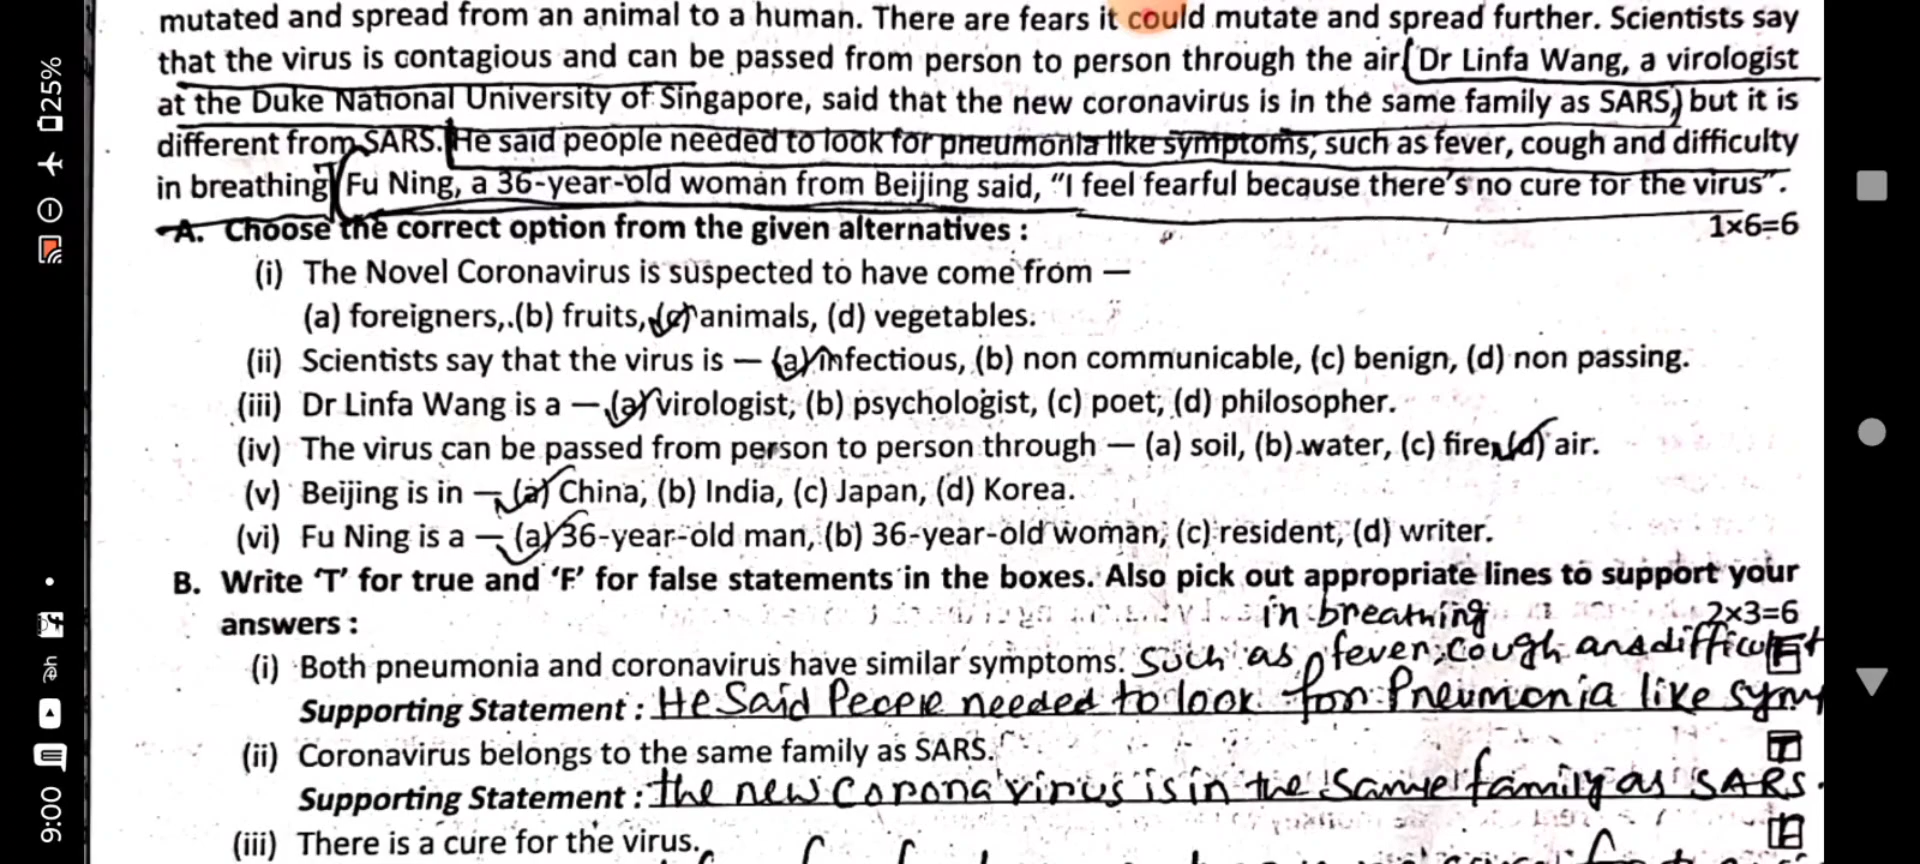 mutated and spread from an animal to a human. There are fears it could mutate and spread further. Scientists say
that the virus is contagious and can be passed from person to person through the air. Dr Linfa Wang, a virologist
at the Duke National University of Singapore, said that the new coronavirus is in the same family as SARS, but it is
different from SARS. He said people needed to look for pneumonia like symptoms, such as fever, cough and difficulty
in breathing. Fu Ning, a 36-year-old woman from Beijing said, “I feel fearful because there’s no cure for the virus”.
A. Choose the correct option from the given alternatives : 1×6=6
(i) The Novel Coronavirus is suspected to have come from —
(a) foreigners, (b) fruits, (c) animals, (d) vegetables.
(ii) Scientists say that the virus is — (a) infectious, (b) non communicable, (c) benign, (d) non passing.
(iii) Dr Linfa Wang is a — (a) virologist, (b) psychologist, (c) poet, (d) philosopher.
(iv) The virus can be passed from person to person through — (a) soil, (b) water, (c) fire, (d) air.
(v) Beijing is in — (a) China, (b) India, (c) Japan, (d) Korea.
(vi) Fu Ning is a — (a) 36-year-old man, (b) 36-year-old woman, (c) resident, (d) writer.
B. Write ‘T’ for true and ‘F’ for false statements in the boxes. Also pick out appropriate lines to support your
answers : in breathing 2×3=6
(i) Both pneumonia and coronavirus have similar symptoms. such as fever, cough and
Supporting Statement : He Said People needed to look for Pneumonia like sym
(ii) Coronavirus belongs to the same family as SARS. T
Supporting Statement : the new Corona virus is in the same family as SARS.
(iii) There is a cure for the virus.
25%
9:00